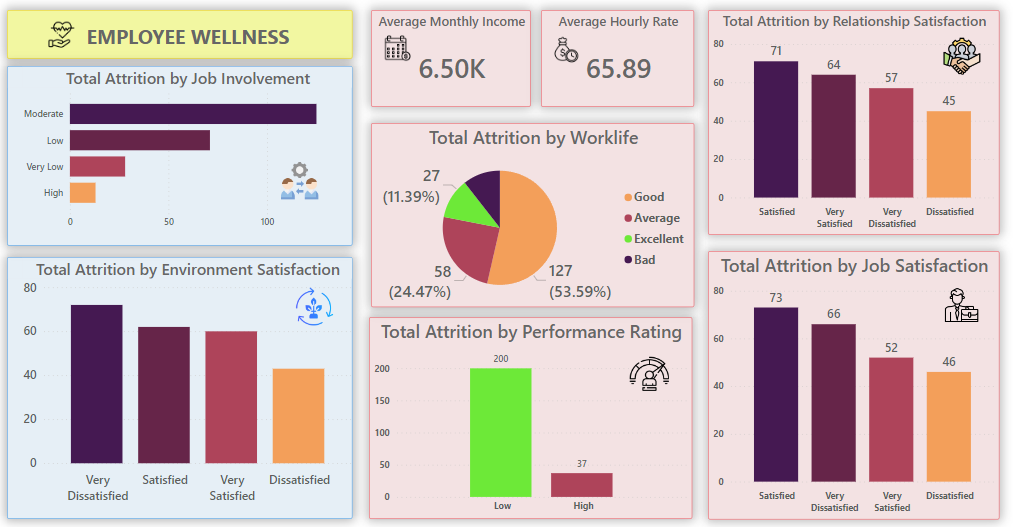 EMPLOYEE WELLNESS
Total Attrition by Job Involvement
Moderate
Low
Very Low
High
0 50 100
Total Attrition by Environment Satisfaction
80
60
40
20
0
Very
Dissatisfied
Satisfied
Very
Satisfied
Dissatisfied
Average Monthly Income
6.50K
Average Hourly Rate
65.89
Total Attrition by Worklife
27
(11.39%)
58
(24.47%)
127
(53.59%)
Good
Average
Excellent
Bad
Total Attrition by Performance Rating
200
150
100
50
0
200
37
Low
High
Total Attrition by Relationship Satisfaction
80
60
40
20
0
71
64
57
45
Satisfied
Very
Satisfied
Very
Dissatisfied
Dissatisfied
Total Attrition by Job Satisfaction
80
60
40
20
0
73
66
52
46
Satisfied
Very
Dissatisfied
Very
Satisfied
Dissatisfied